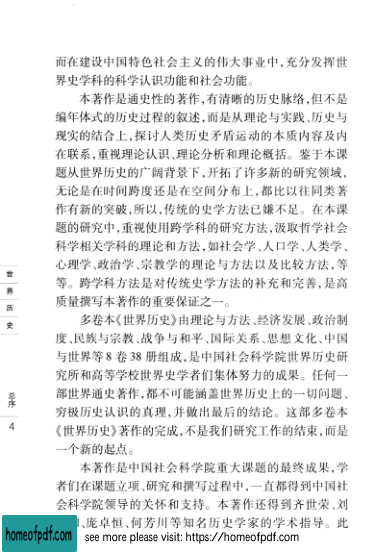 而在建设中国特色社会主义的伟大事业中,充分发挥世
界史学科的科学认识功能和社会功能。
本著作是通史性的著作,有清晰的历史脉络,但不是
编年体式的历史过程的叙述,而是从理论与实践、历史与
现实的结合上,探讨人类历史矛盾运动的本质内容及内
在联系,重视理论认识、理论分析和理论概括。鉴于本课
题从世界历史的广阔背景下,开拓了许多新的研究领域,
无论是在时间跨度还是在空间分布上,都比以往同类著
作有新的突破,所以,传统的史学方法已嫌不足。在本课
题的研究中,重视使用跨学科的研究方法,汲取哲学社会
科学相关学科的理论和方法,如社会学、人口学、人类学、
心理学、政治学、宗教学的理论与方法以及比较方法,等
等。跨学科方法是对传统史学方法的补充和完善,是高
质量撰写本著作的重要保证之一。
多卷本《世界历史》由理论与方法、经济发展、政治制
度、民族与宗教、战争与和平、国际关系、思想文化、中国
与世界等8卷38册组成,是中国社会科学院世界历史研
究所和高等学校世界史学者们集体努力的成果。任何一
部世界通史著作,都不可能涵盖世界历史上的一切问题、
穷极历史认识的真理,并做出最后的结论。这部多卷本
《世界历史》著作的完成,不是我们研究工作的结束,而是
一个新的起点。
本著作是中国社会科学院重大课题的最终成果,学
者们在课题立项、研究和撰写过程中,一直都得到中国社
会科学院领导的关怀和支持。本著作还得到齐世荣、刘
、庞卓恒、何芳川等知名历史学家的学术指导。此
世界历史
总序
4
homeofpdf.com
see more please visit: https://homeofpdf.com